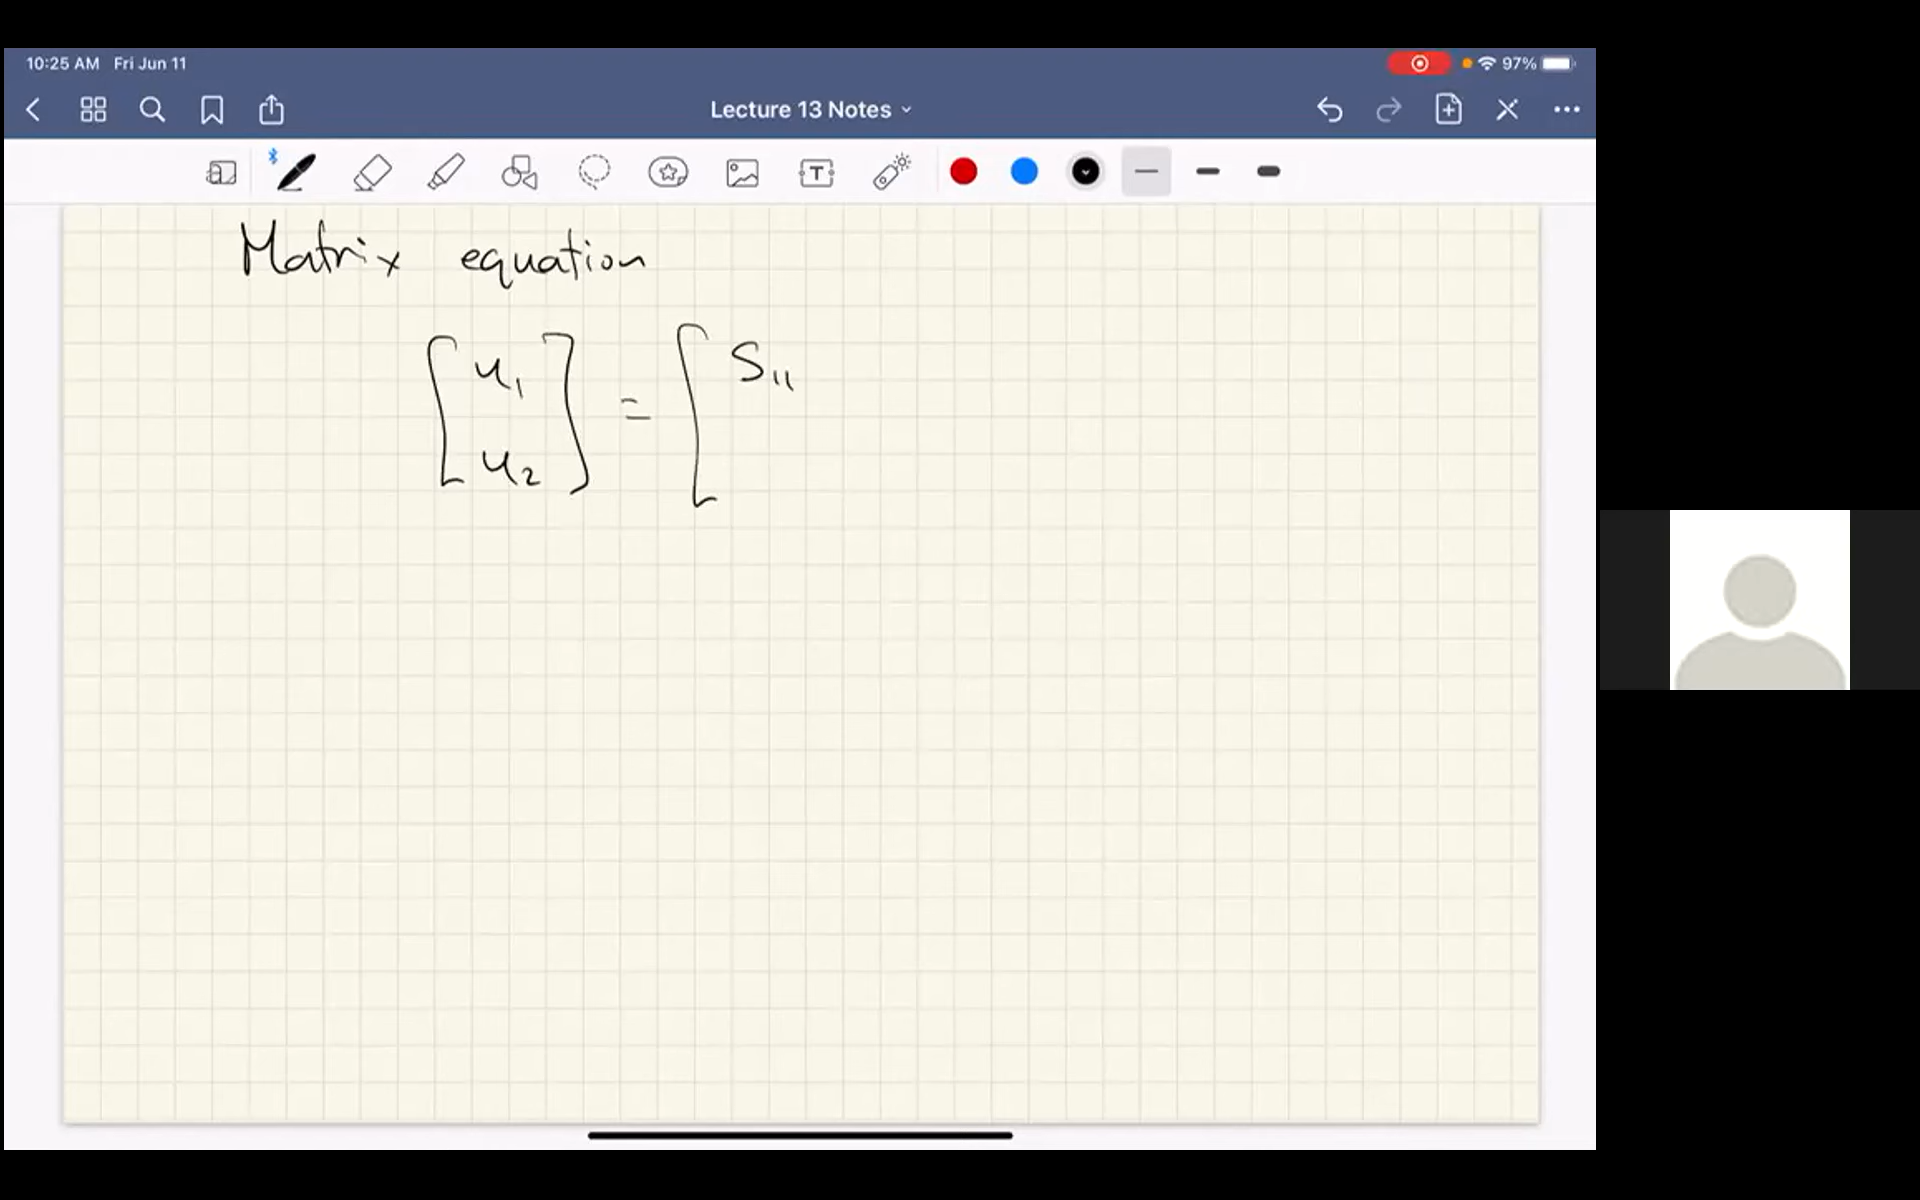 10:25 AM Fri Jun 11 97%
Lecture 13 Notes
T
Matrix equation
[u₁ u₂] = [S₁₁